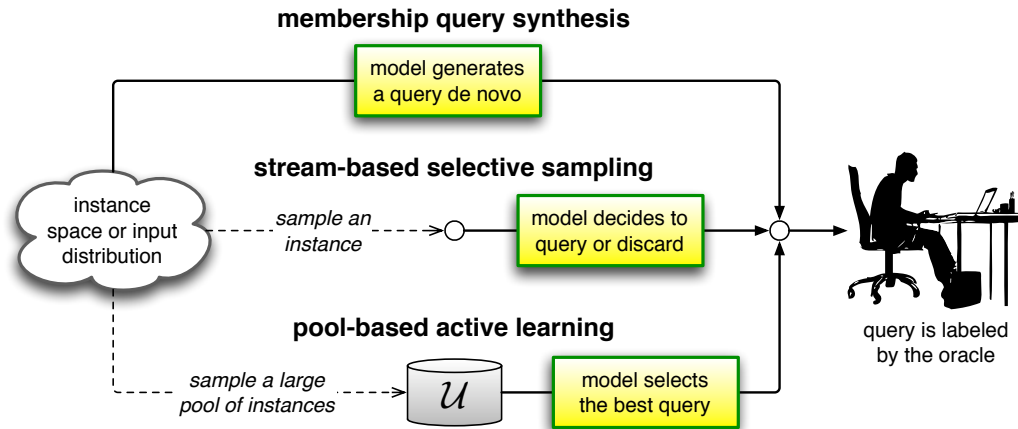 membership query synthesis
model generates
a query de novo
stream-based selective sampling
instance
space or input
distribution
sample an
instance
model decides to
query or discard
pool-based active learning
sample a large
pool of instances
U
model selects
the best query
query is labeled
by the oracle